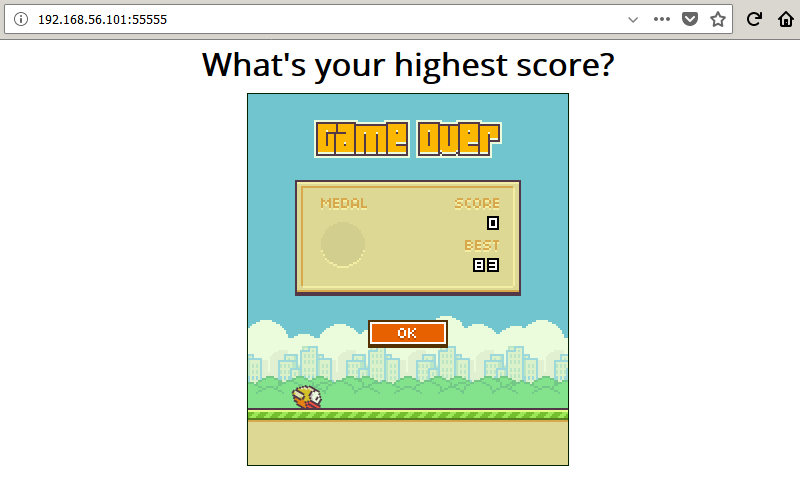 192.168.56.101:55555
What's your highest score?
Game Over
MEDAL SCORE
0
BEST
83
OK